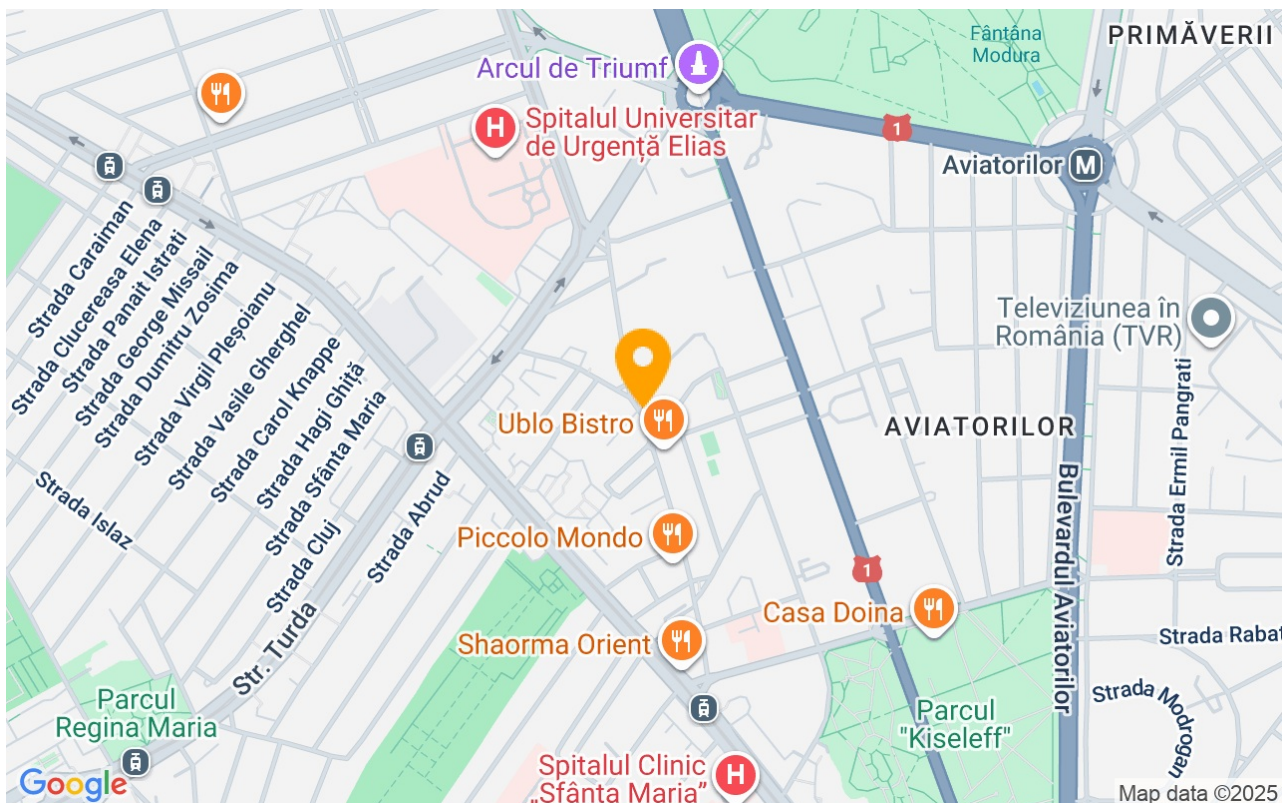 PRIMĂVERII
Fântâna
Modura
Arcul de Triumf
1
H
Spitalul Universitar
de Urgență Elias
Aviatorilor
M
Strada Caraiman
Strada Clucereasa Elena
Strada Panait Istrati
Strada George Missail
Strada Dumitru Zosima
Strada Virgil Pleșoianu
Strada Vasile Gherghel
Strada Carol Knappe
Strada Hagi Ghiță
Strada Sfânta Maria
Strada Cluj
Strada Abrud
Strada Islaz
Str. Turda
Televiziunea în
România (TVR)
Strada Ermil Pangrati
Ublo Bistro
AVIATORILOR
Bulevardul Aviatorilor
Piccolo Mondo
1
Casa Doina
Shaorma Orient
Strada Rabat
Strada Modrogan
Parcul
Regina Maria
Parcul
"Kiseleff"
Spitalul Clinic
„Sfânta Maria”
H
Google
Map data ©2025